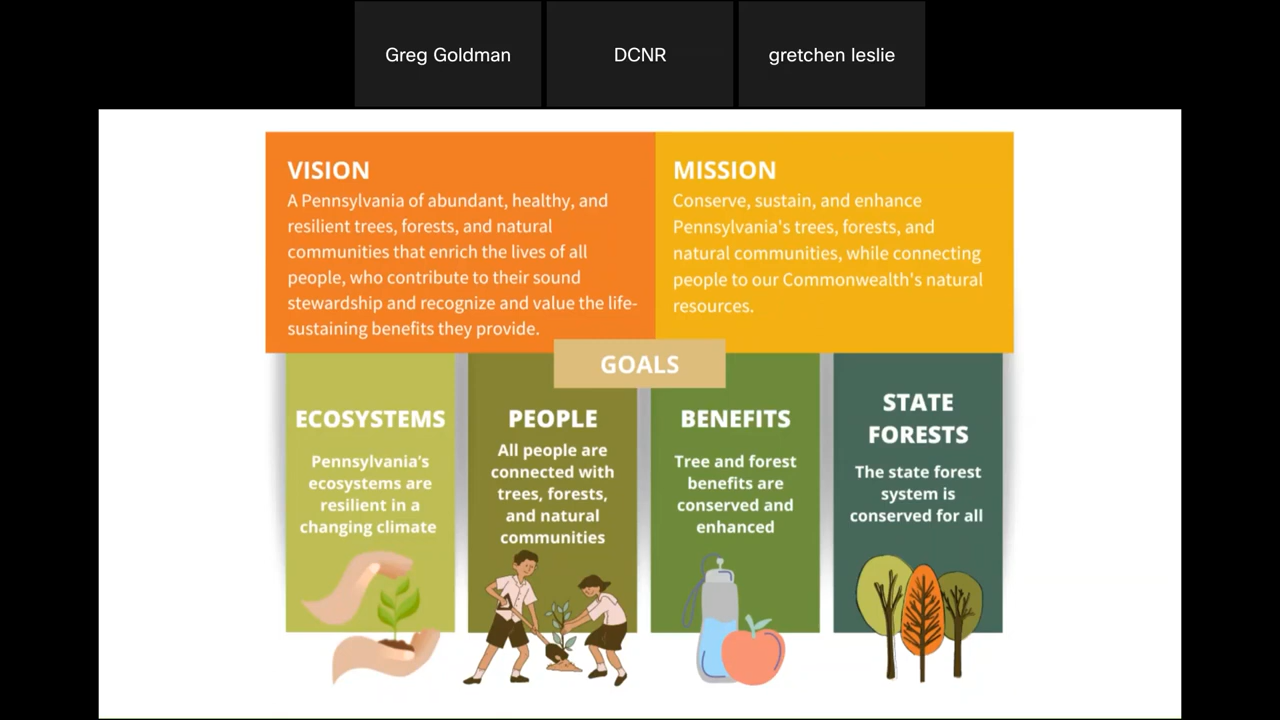 Greg Goldman
DCNR
gretchen leslie
VISION
A Pennsylvania of abundant, healthy, and
resilient trees, forests, and natural
communities that enrich the lives of all
people, who contribute to their sound
stewardship and recognize and value the life-
sustaining benefits they provide.
MISSION
Conserve, sustain, and enhance
Pennsylvania's trees, forests, and
natural communities, while connecting
people to our Commonwealth's natural
resources.
GOALS
ECOSYSTEMS
Pennsylvania's
ecosystems are
resilient in a
changing climate
PEOPLE
All people are
connected with
trees, forests,
and natural
communities
BENEFITS
Tree and forest
benefits are
conserved and
enhanced
STATE
FORESTS
The state forest
system is
conserved for all